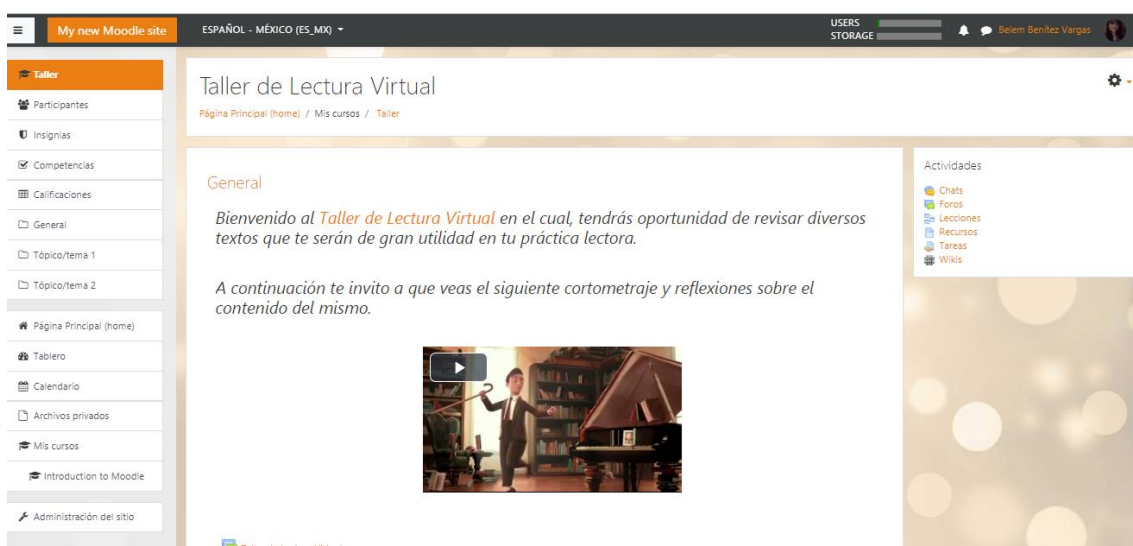 My new Moodle site
ESPAÑOL - MÉXICO (ES_MX)
USERS
STORAGE
Belem Benítez Vargas
Taller
Participantes
Insignias
Competencias
Calificaciones
General
Tópico/tema 1
Tópico/tema 2
Página Principal (home)
Tablero
Calendario
Archivos privados
Mis cursos
Introduction to Moodle
Administración del sitio
Taller de Lectura Virtual
Página Principal (home) / Mis cursos / Taller
General
Bienvenido al Taller de Lectura Virtual en el cual, tendrás oportunidad de revisar diversos
textos que te serán de gran utilidad en tu práctica lectora.
A continuación te invito a que veas el siguiente cortometraje y reflexiones sobre el
contenido del mismo.
Actividades
Chats
Foros
Lecciones
Recursos
Tareas
Wikis